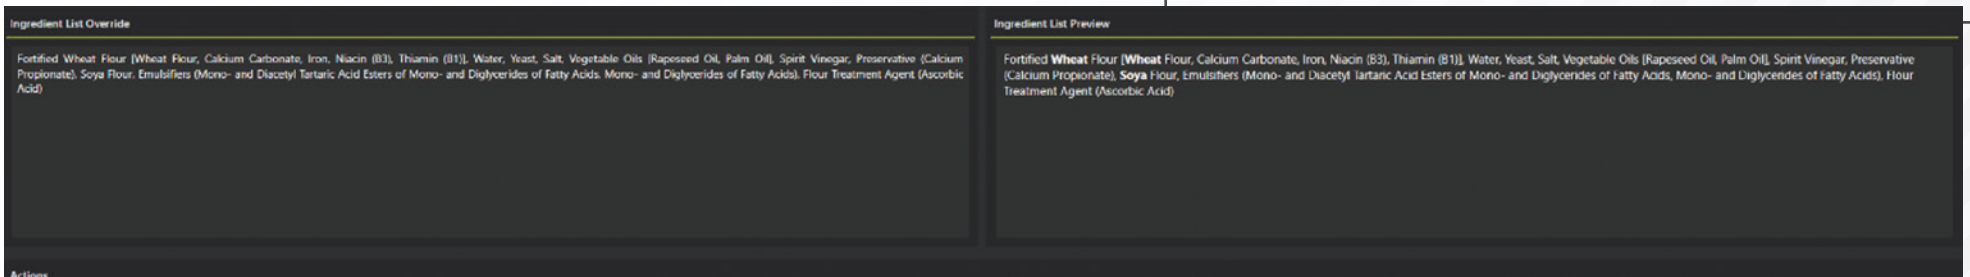 Ingredient List Override
Fortified Wheat Flour [Wheat Flour, Calcium Carbonate, Iron, Niacin (B3), Thiamin (B1)], Water, Yeast, Salt, Vegetable Oils [Rapeseed Oil, Palm Oil], Spirit Vinegar, Preservative (Calcium
Propionate), Soya Flour, Emulsifiers (Mono- and Diacetyl Tartaric Acid Esters of Mono- and Diglycerides of Fatty Acids, Mono- and Diglycerides of Fatty Acids), Flour Treatment Agent (Ascorbic
Acid)
Ingredient List Preview
Fortified Wheat Flour [Wheat Flour, Calcium Carbonate, Iron, Niacin (B3), Thiamin (B1)], Water, Yeast, Salt, Vegetable Oils [Rapeseed Oil, Palm Oil], Spirit Vinegar, Preservative
(Calcium Propionate), Soya Flour, Emulsifiers (Mono- and Diacetyl Tartaric Acid Esters of Mono- and Diglycerides of Fatty Acids, Mono- and Diglycerides of Fatty Acids), Flour
Treatment Agent (Ascorbic Acid)
Actions